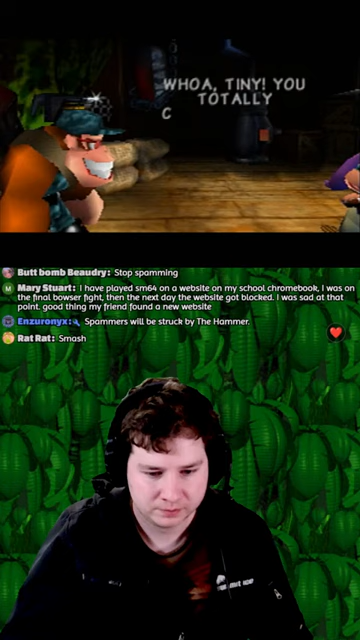 WHOA, TINY! YOU
TOTALLY
C
Butt bomb Beaudry: Stop spamming
M Mary Stuart: I have played sm64 on a website on my school chromebook, I was on
the final bowser fight, then the next day the website got blocked. I was sad at that
point. good thing my friend found a new website
Enzuronyx: Spammers will be struck by The Hammer.
Rat Rat: Smash